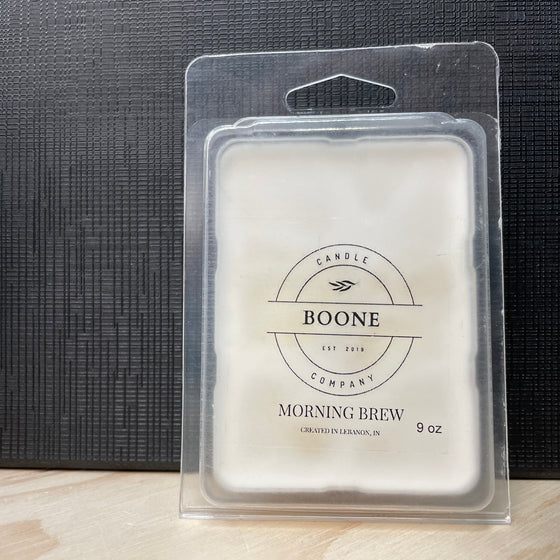 CANDLE
BOONE
EST 2019
COMPANY
MORNING BREW
CREATED IN LEBANON, IN
9 oz